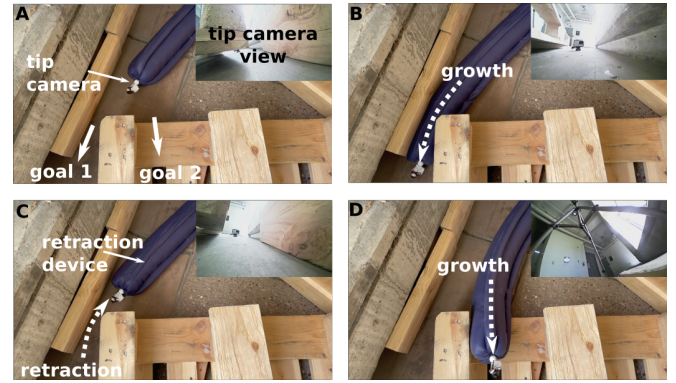 A
tip camera
view
tip
camera
goal 1
goal 2
B
growth
C
retraction
device
retraction
D
growth